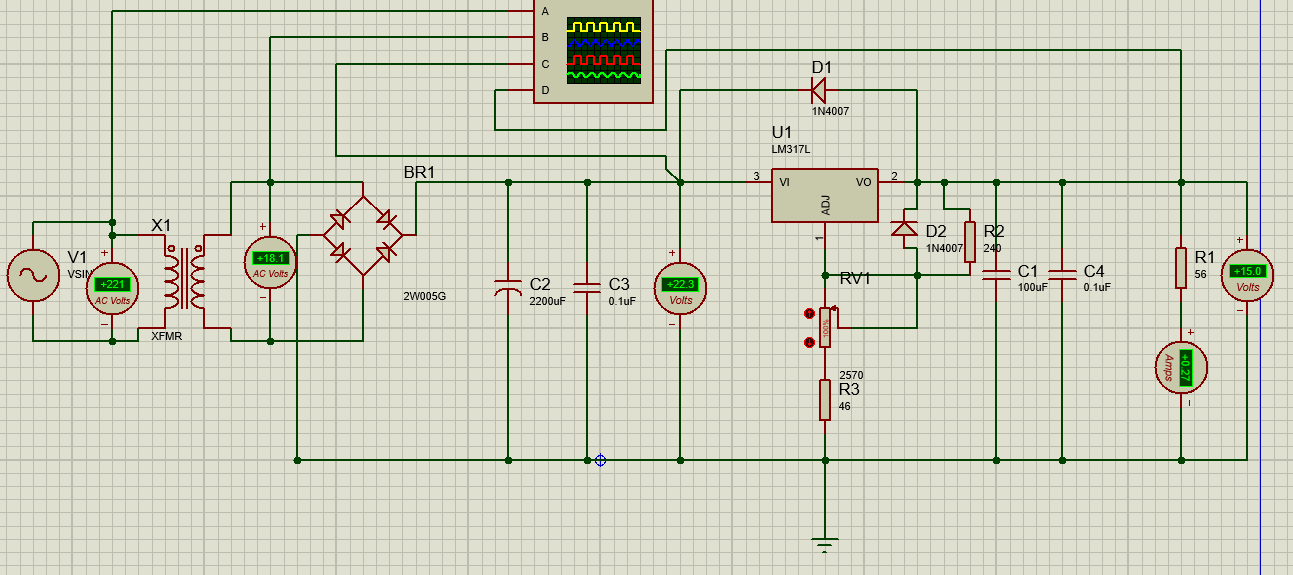 A
B
C
D
D1
1N4007
U1
LM317L
3
VI
VO
2
ADJ
1
BR1
2W005G
X1
XFMR
V1
VSIN
+221
AC Volts
+18.1
AC Volts
C2
2200uF
C3
0.1uF
+22.3
Volts
D2
1N4007
R2
240
RV1
100%
2570
R3
46
C1
100uF
C4
0.1uF
R1
56
+15.0
Volts
+0.27
Amps